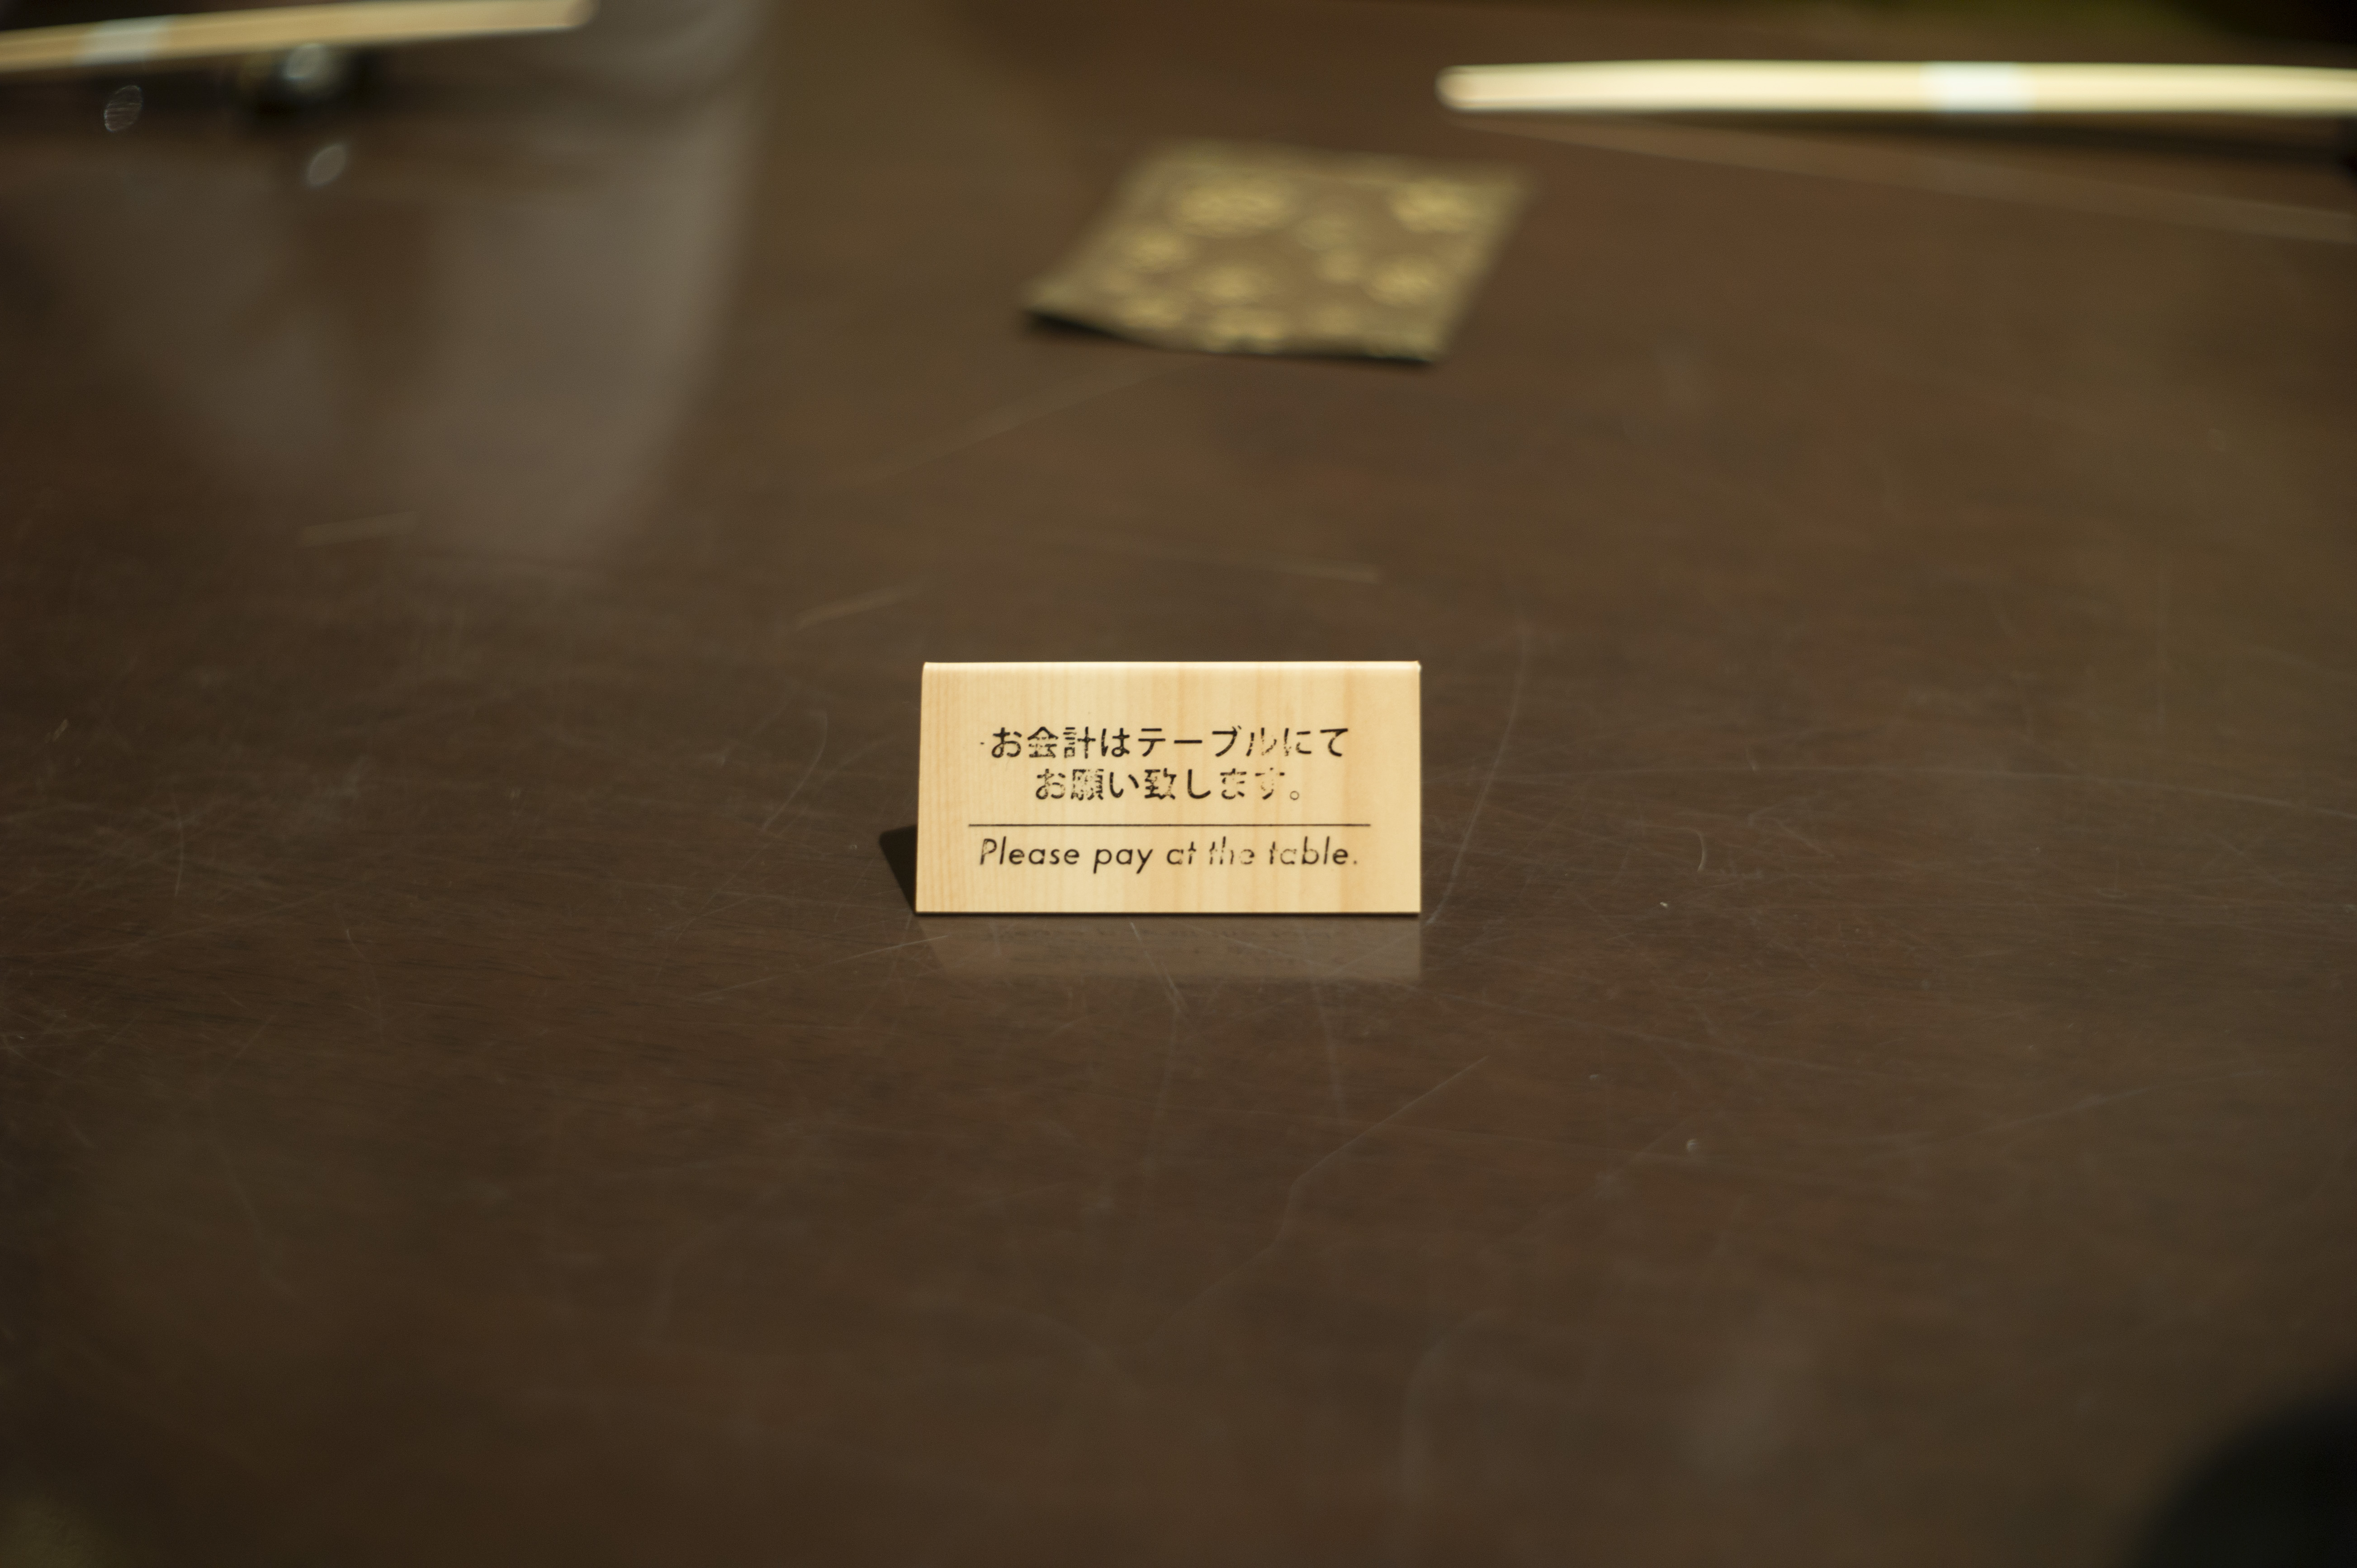 お会計はテーブルにて
お願い致します。
Please pay at the table.